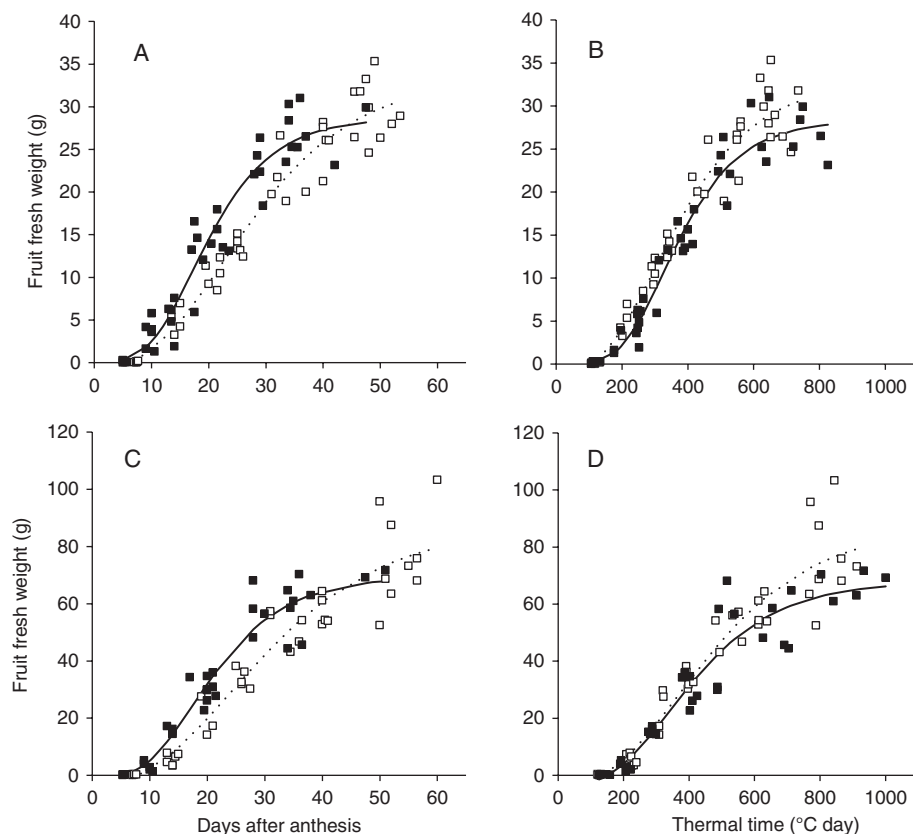 A
B
Fruit fresh weight (g)
40
35
30
25
20
15
10
5
0
0 10 20 30 40 50 60
40
35
30
25
20
15
10
5
0
0 200 400 600 800 1000
C
D
Fruit fresh weight (g)
120
100
80
60
40
20
0
0 10 20 30 40 50 60
Days after anthesis
120
100
80
60
40
20
0
0 200 400 600 800 1000
Thermal time (°C day)